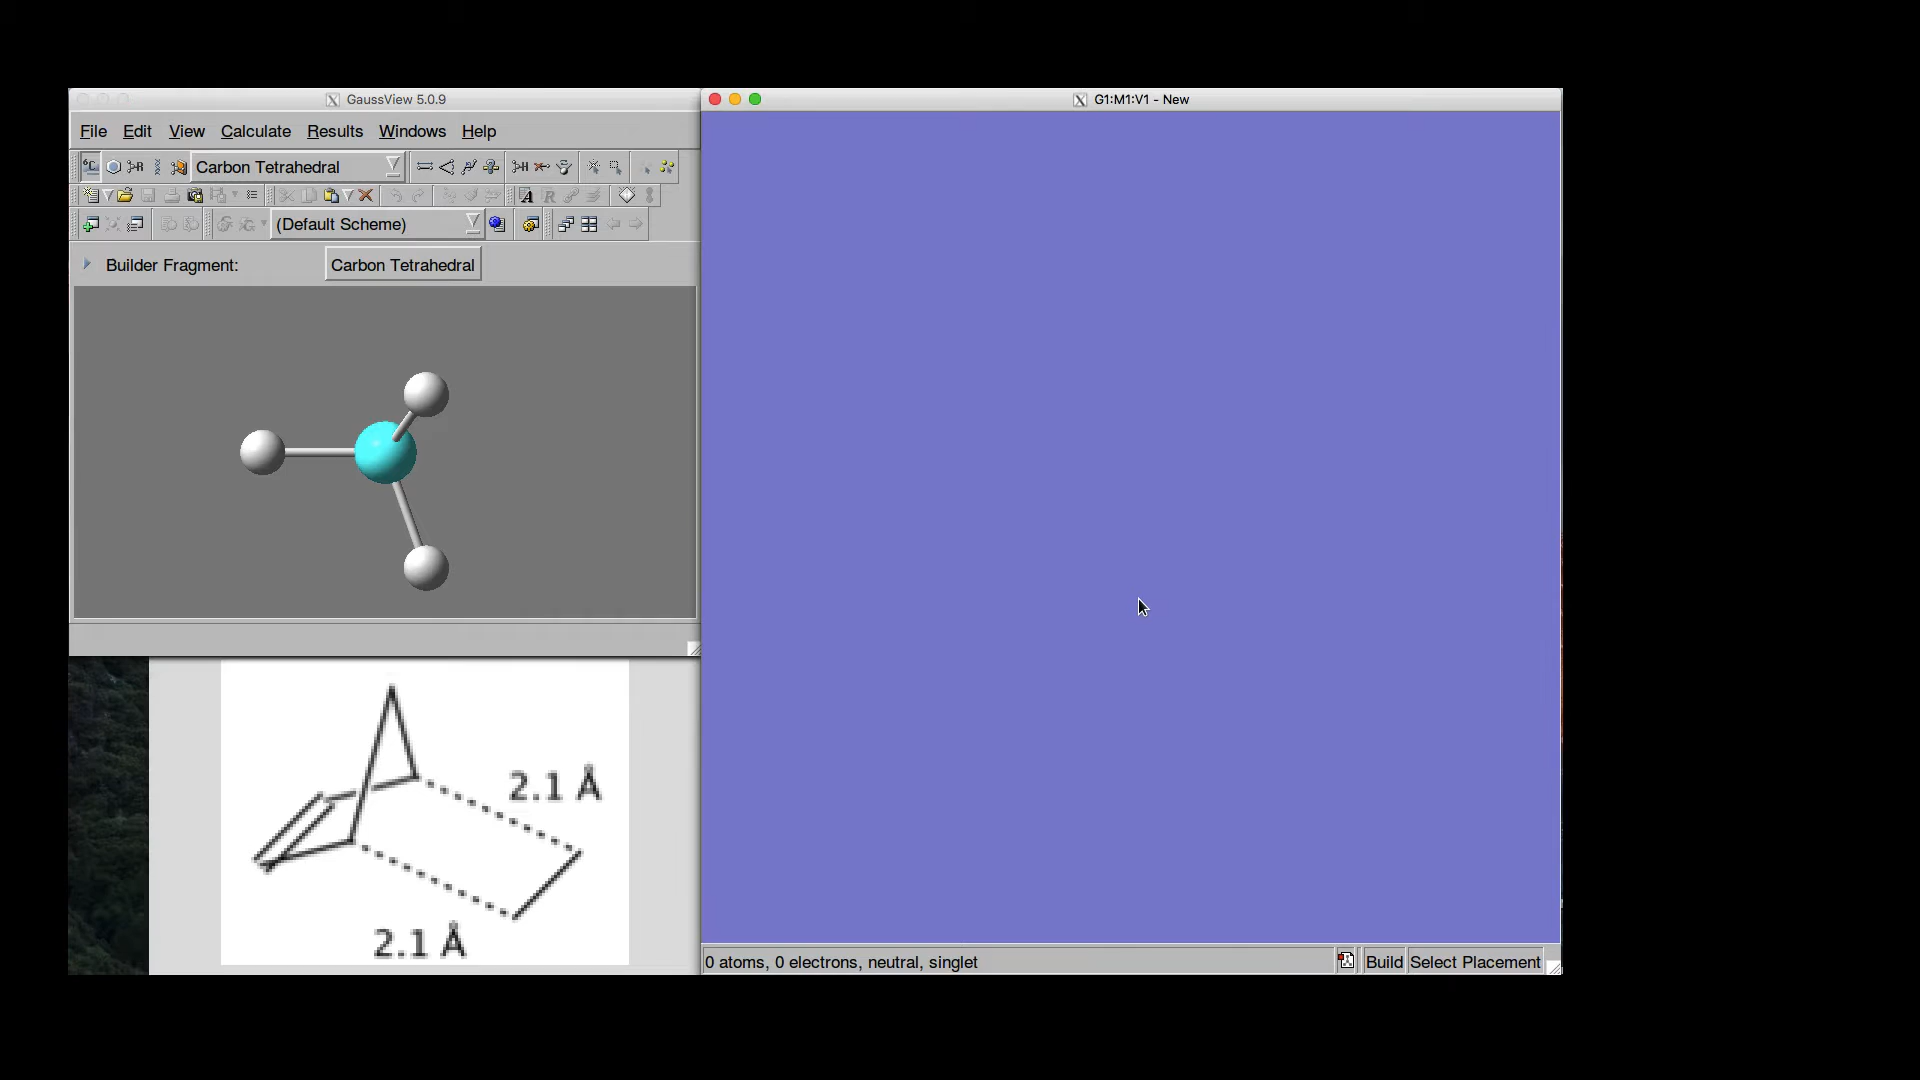 GaussView 5.0.9
File Edit View Calculate Results Windows Help
6C R Carbon Tetrahedral H
A R
(Default Scheme)
Builder Fragment: Carbon Tetrahedral
2.1 Å
2.1 Å
G1:M1:V1 - New
0 atoms, 0 electrons, neutral, singlet Build Select Placement